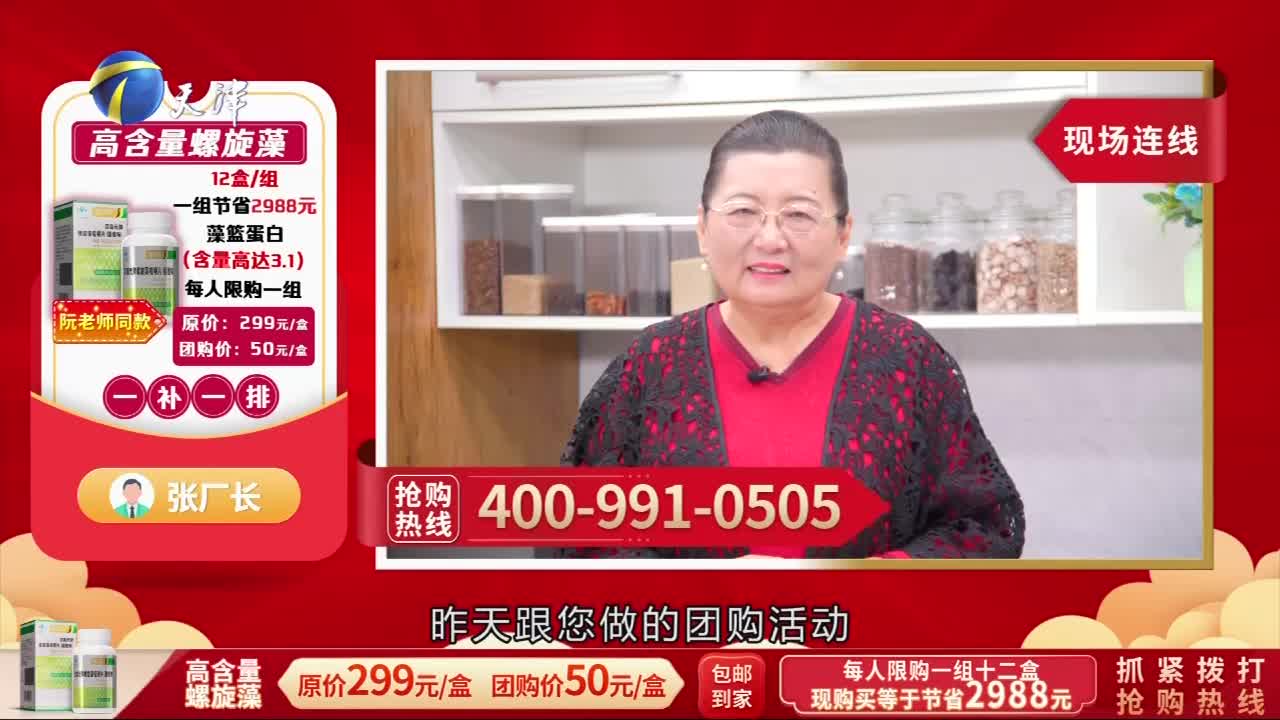 天津
高含量螺旋藻
12盒/组
一组节省2988元
藻篮蛋白
(含量高达3.1)
每人限购一组
阮老师同款
原价：299元/盒
团购价：50元/盒
一补一排
张厂长
现场连线
抢购热线
400-991-0505
昨天跟您做的团购活动
高含量
螺旋藻
原价299元/盒 团购价50元/盒
包邮
到家
每人限购一组十二盒
现购买等于节省2988元
抓紧拨打
抢购热线